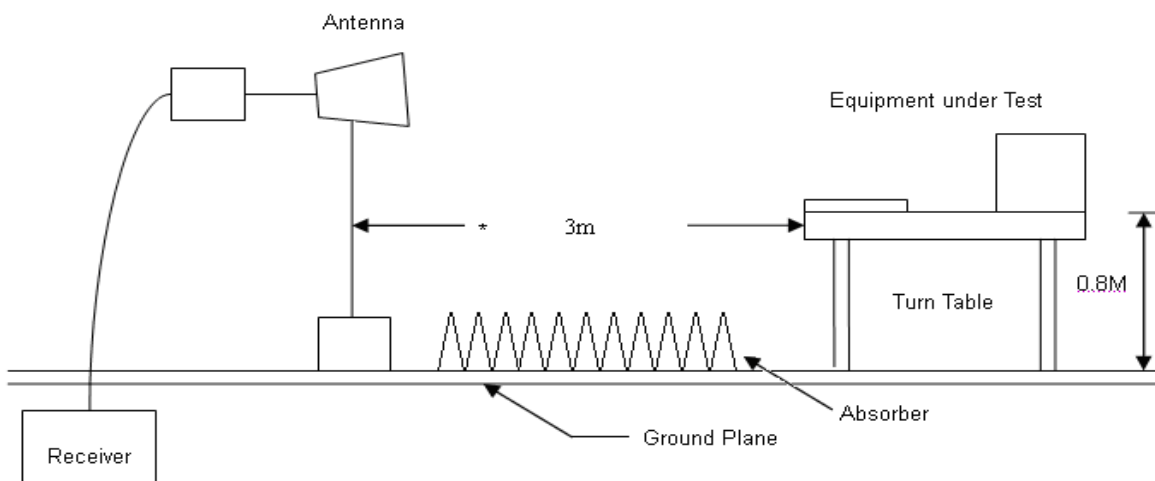 Antenna
Equipment under Test
* 3m
0.8M
Turn Table
Absorber
Ground Plane
Receiver